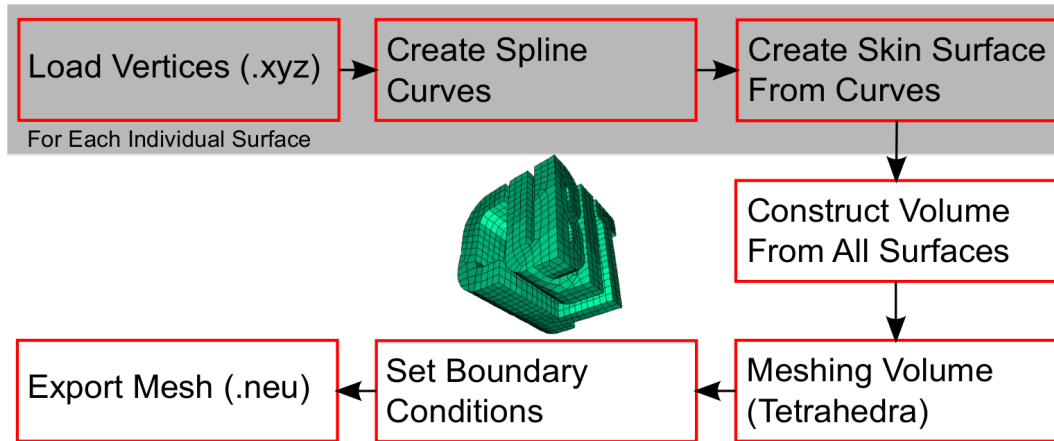 Load Vertices (.xyz)
Create Spline
Curves
Create Skin Surface
From Curves
For Each Individual Surface
Construct Volume
From All Surfaces
CUBIT
Meshing Volume
(Tetrahedra)
Set Boundary
Conditions
Export Mesh (.neu)